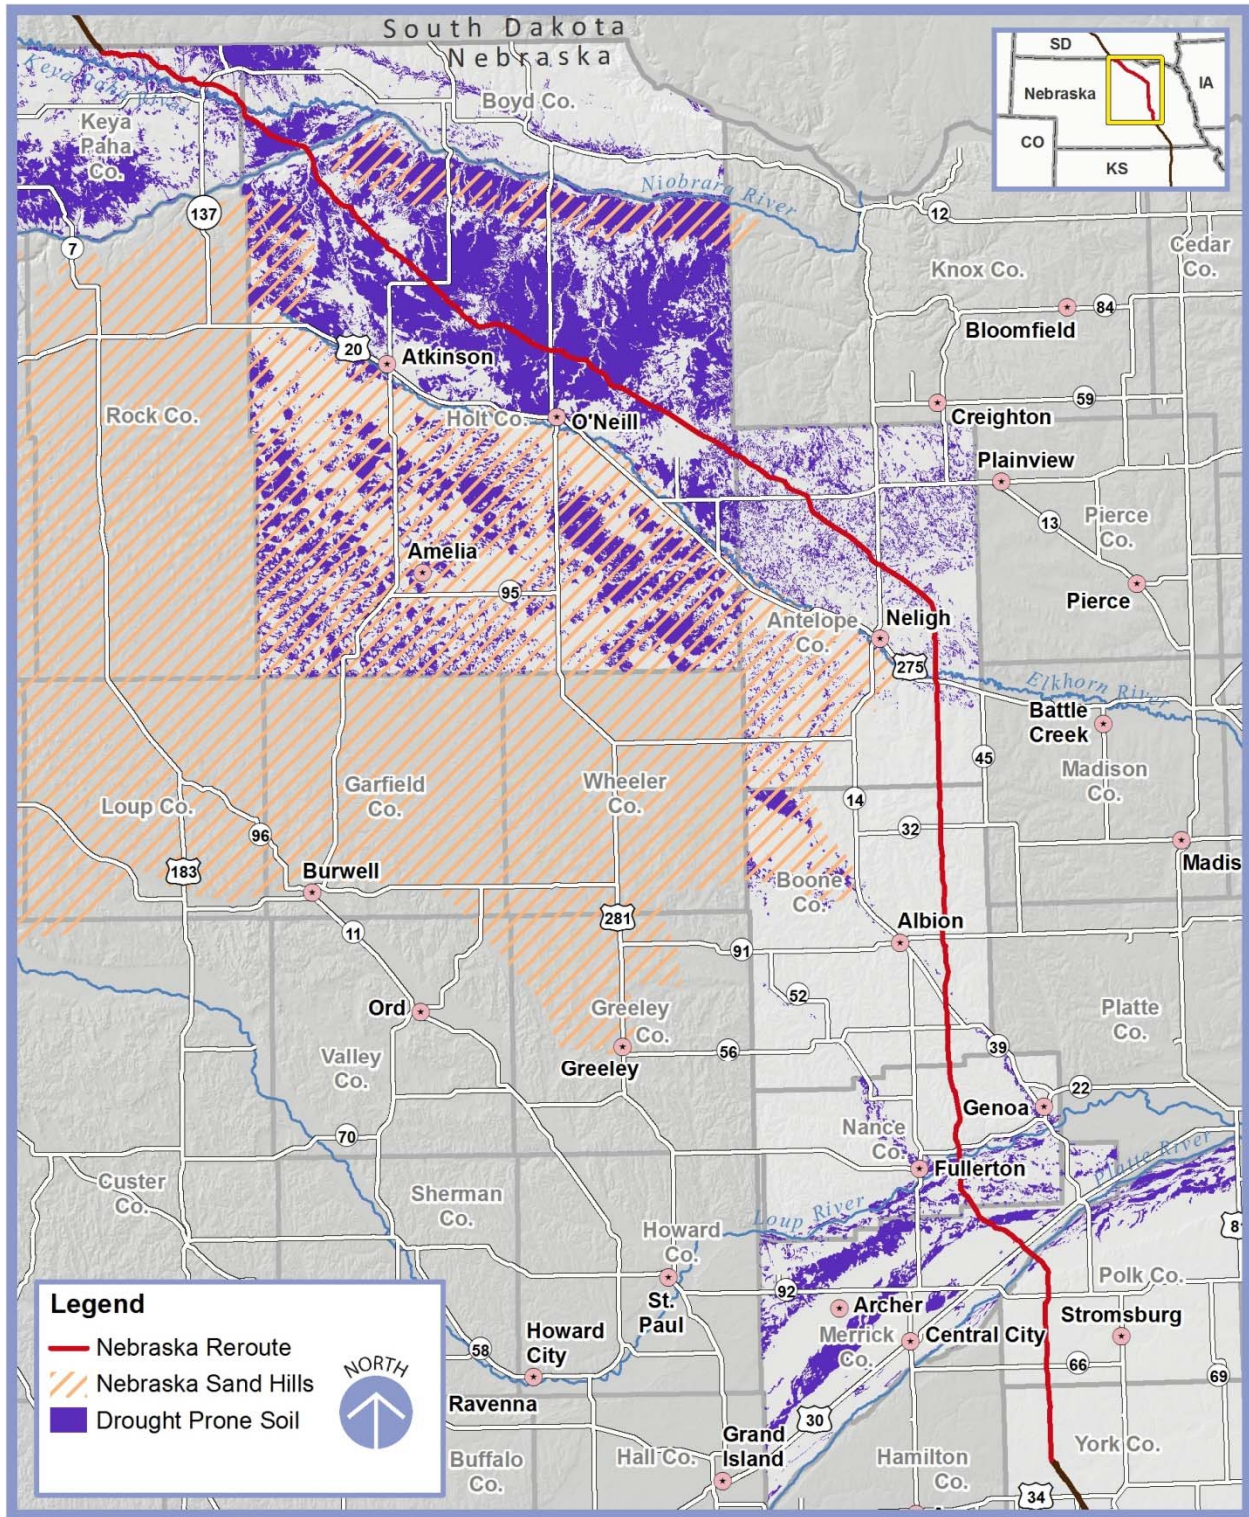 South Dakota
Nebraska
SD
Nebraska
IA
CO
KS
Keya Paha River
Boyd Co.
Keya
Paha
Co.
Niobrara River
137
12
7
Cedar
Co.
Knox Co.
84
Bloomfield
20
Atkinson
59
Rock Co.
Holt Co.
O'Neill
Creighton
Plainview
13
Pierce
Co.
Amelia
95
Pierce
Antelope
Co.
Neligh
275
Elkhorn River
Battle
Creek
45
Madison
Co.
Garfield
Co.
Wheeler
Co.
Loup Co.
14
32
96
Madis
183
Burwell
Boone
Co.
281
Albion
11
91
52
Ord
Greeley
Co.
Platte
Co.
Valley
Co.
Greeley
56
39
22
Genoa
Nance
Co.
70
Fullerton
Platte River
Custer
Co.
Sherman
Co.
Loup River
Howard
Co.
81
92
Polk Co.
St.
Paul
Archer
Stromsburg
Merrick
Co.
Central City
Howard
City
58
66
69
Ravenna
30
Grand
Island
York Co.
Buffalo
Co.
Hall Co.
Hamilton
Co.
34
Legend
Nebraska Reroute
Nebraska Sand Hills
Drought Prone Soil
NORTH